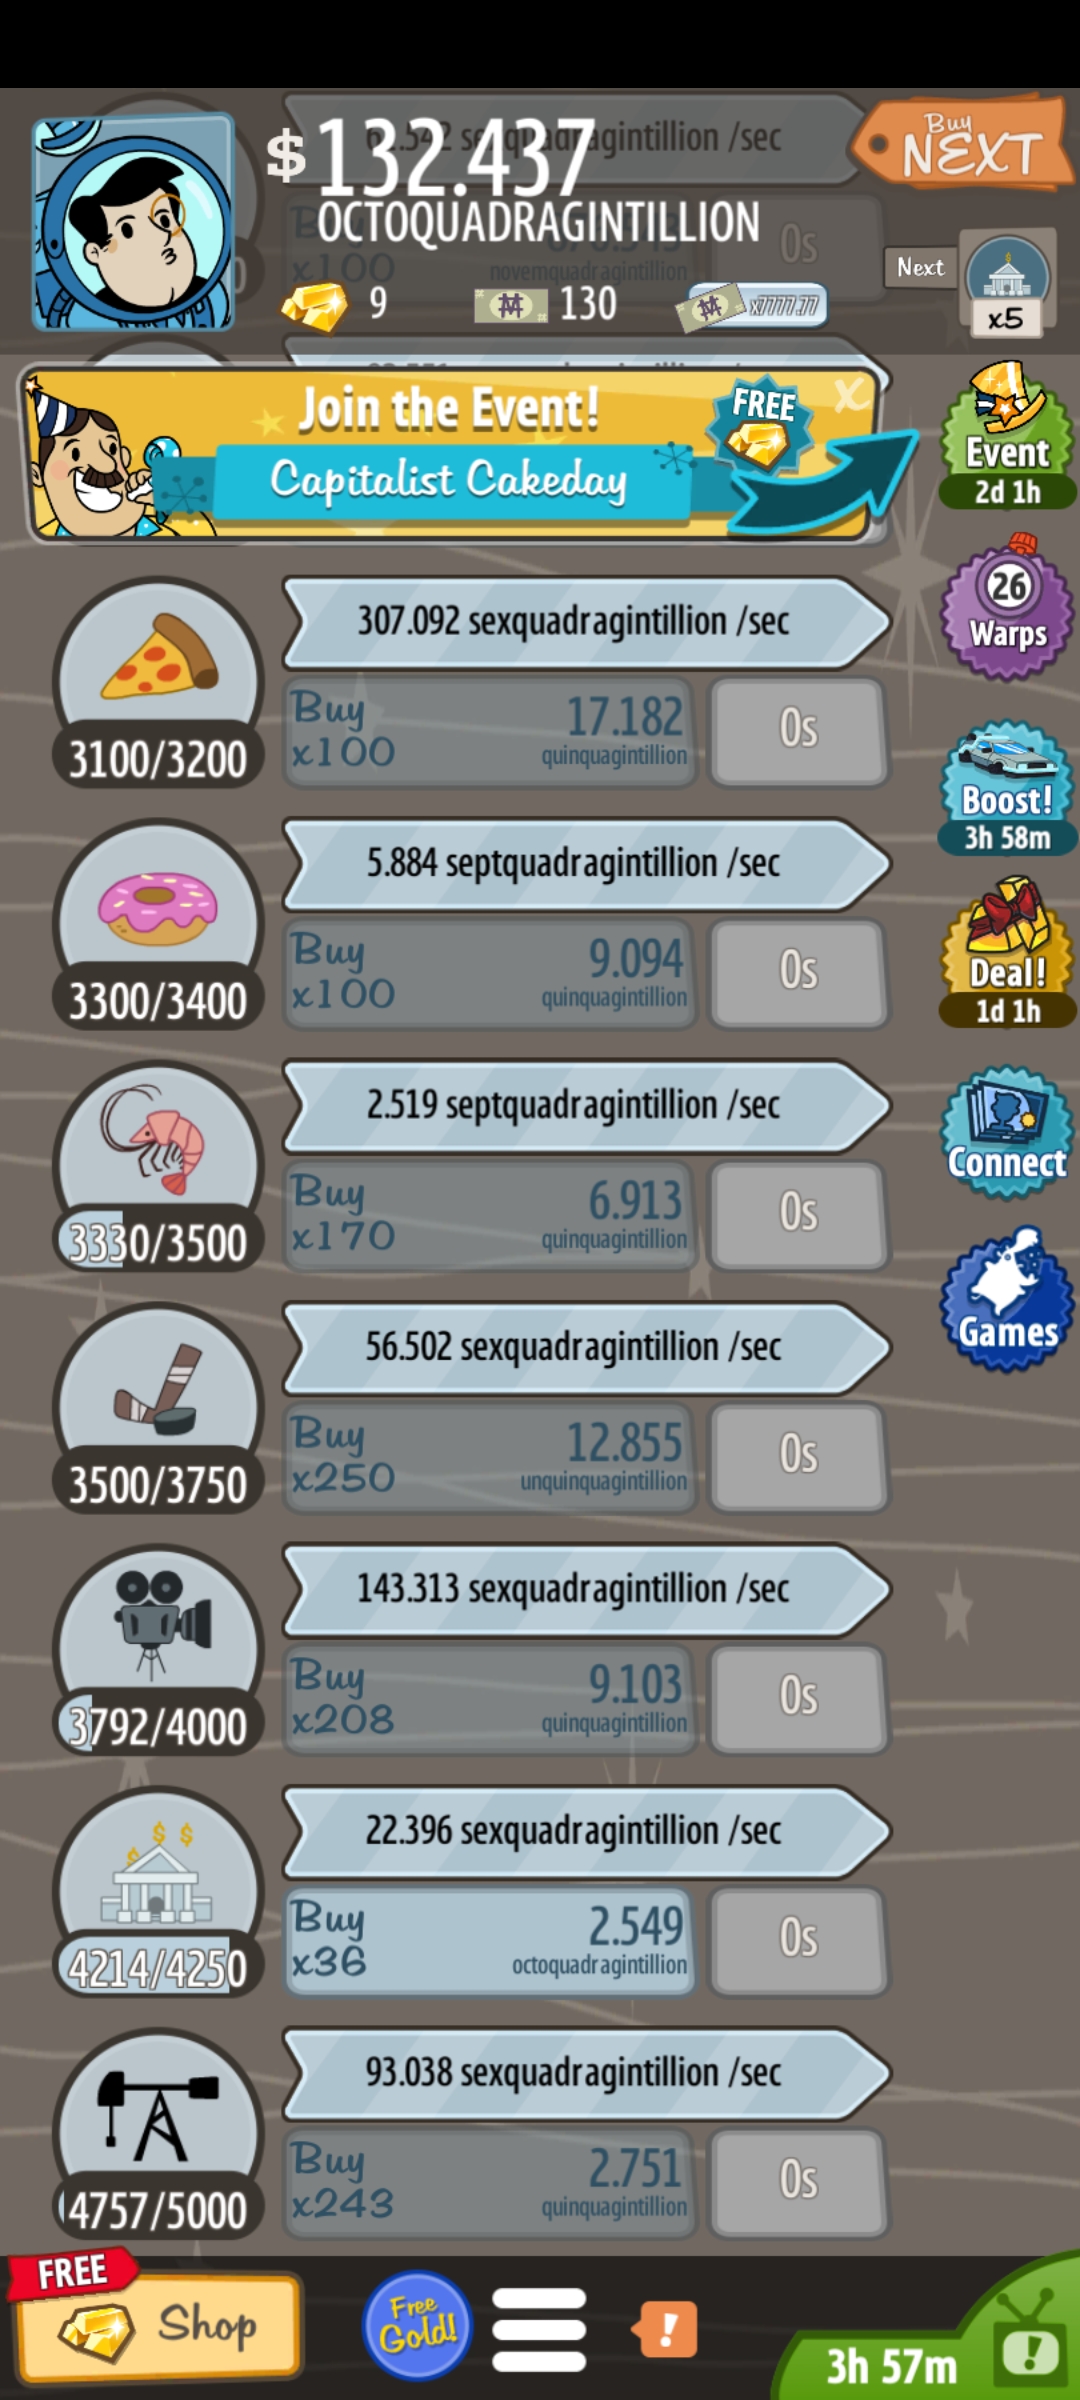 $ 132.437
OCTOQUADRAGINTILLION
Buy
NEXT
/sec
Buy
x100
novemquadragintillion
0s
9
130
x7777.77
Next
x5
Join the Event!
Capitalist Cakeday
FREE
X
Event
2d 1h
26
Warps
Boost!
3h 58m
Deal!
1d 1h
Connect
Games
307.092 sexquadragintillion /sec
3100/3200
Buy
x100
17.182
quinquagintillion
0s
5.884 septquadragintillion /sec
3300/3400
Buy
x100
9.094
quinquagintillion
0s
2.519 septquadragintillion /sec
3330/3500
Buy
x170
6.913
quinquagintillion
0s
56.502 sexquadragintillion /sec
3500/3750
Buy
x250
12.855
unquinquagintillion
0s
143.313 sexquadragintillion /sec
3792/4000
Buy
x208
9.103
quinquagintillion
0s
22.396 sexquadragintillion /sec
4214/4250
Buy
x36
2.549
octoquadragintillion
0s
93.038 sexquadragintillion /sec
4757/5000
Buy
x243
2.751
quinquagintillion
0s
FREE
Shop
Free
Gold!
!
3h 57m
!